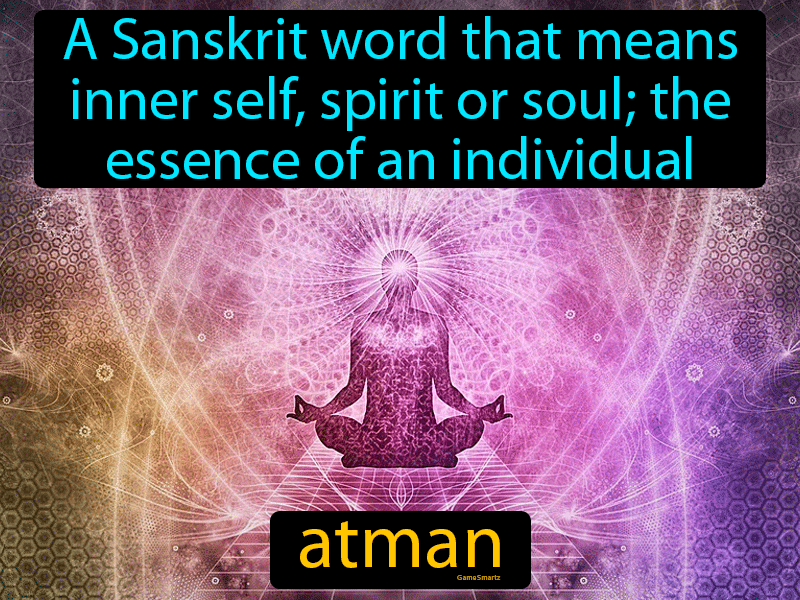 A Sanskrit word that means
inner self, spirit or soul; the
essence of an individual
atman
GameSmartz